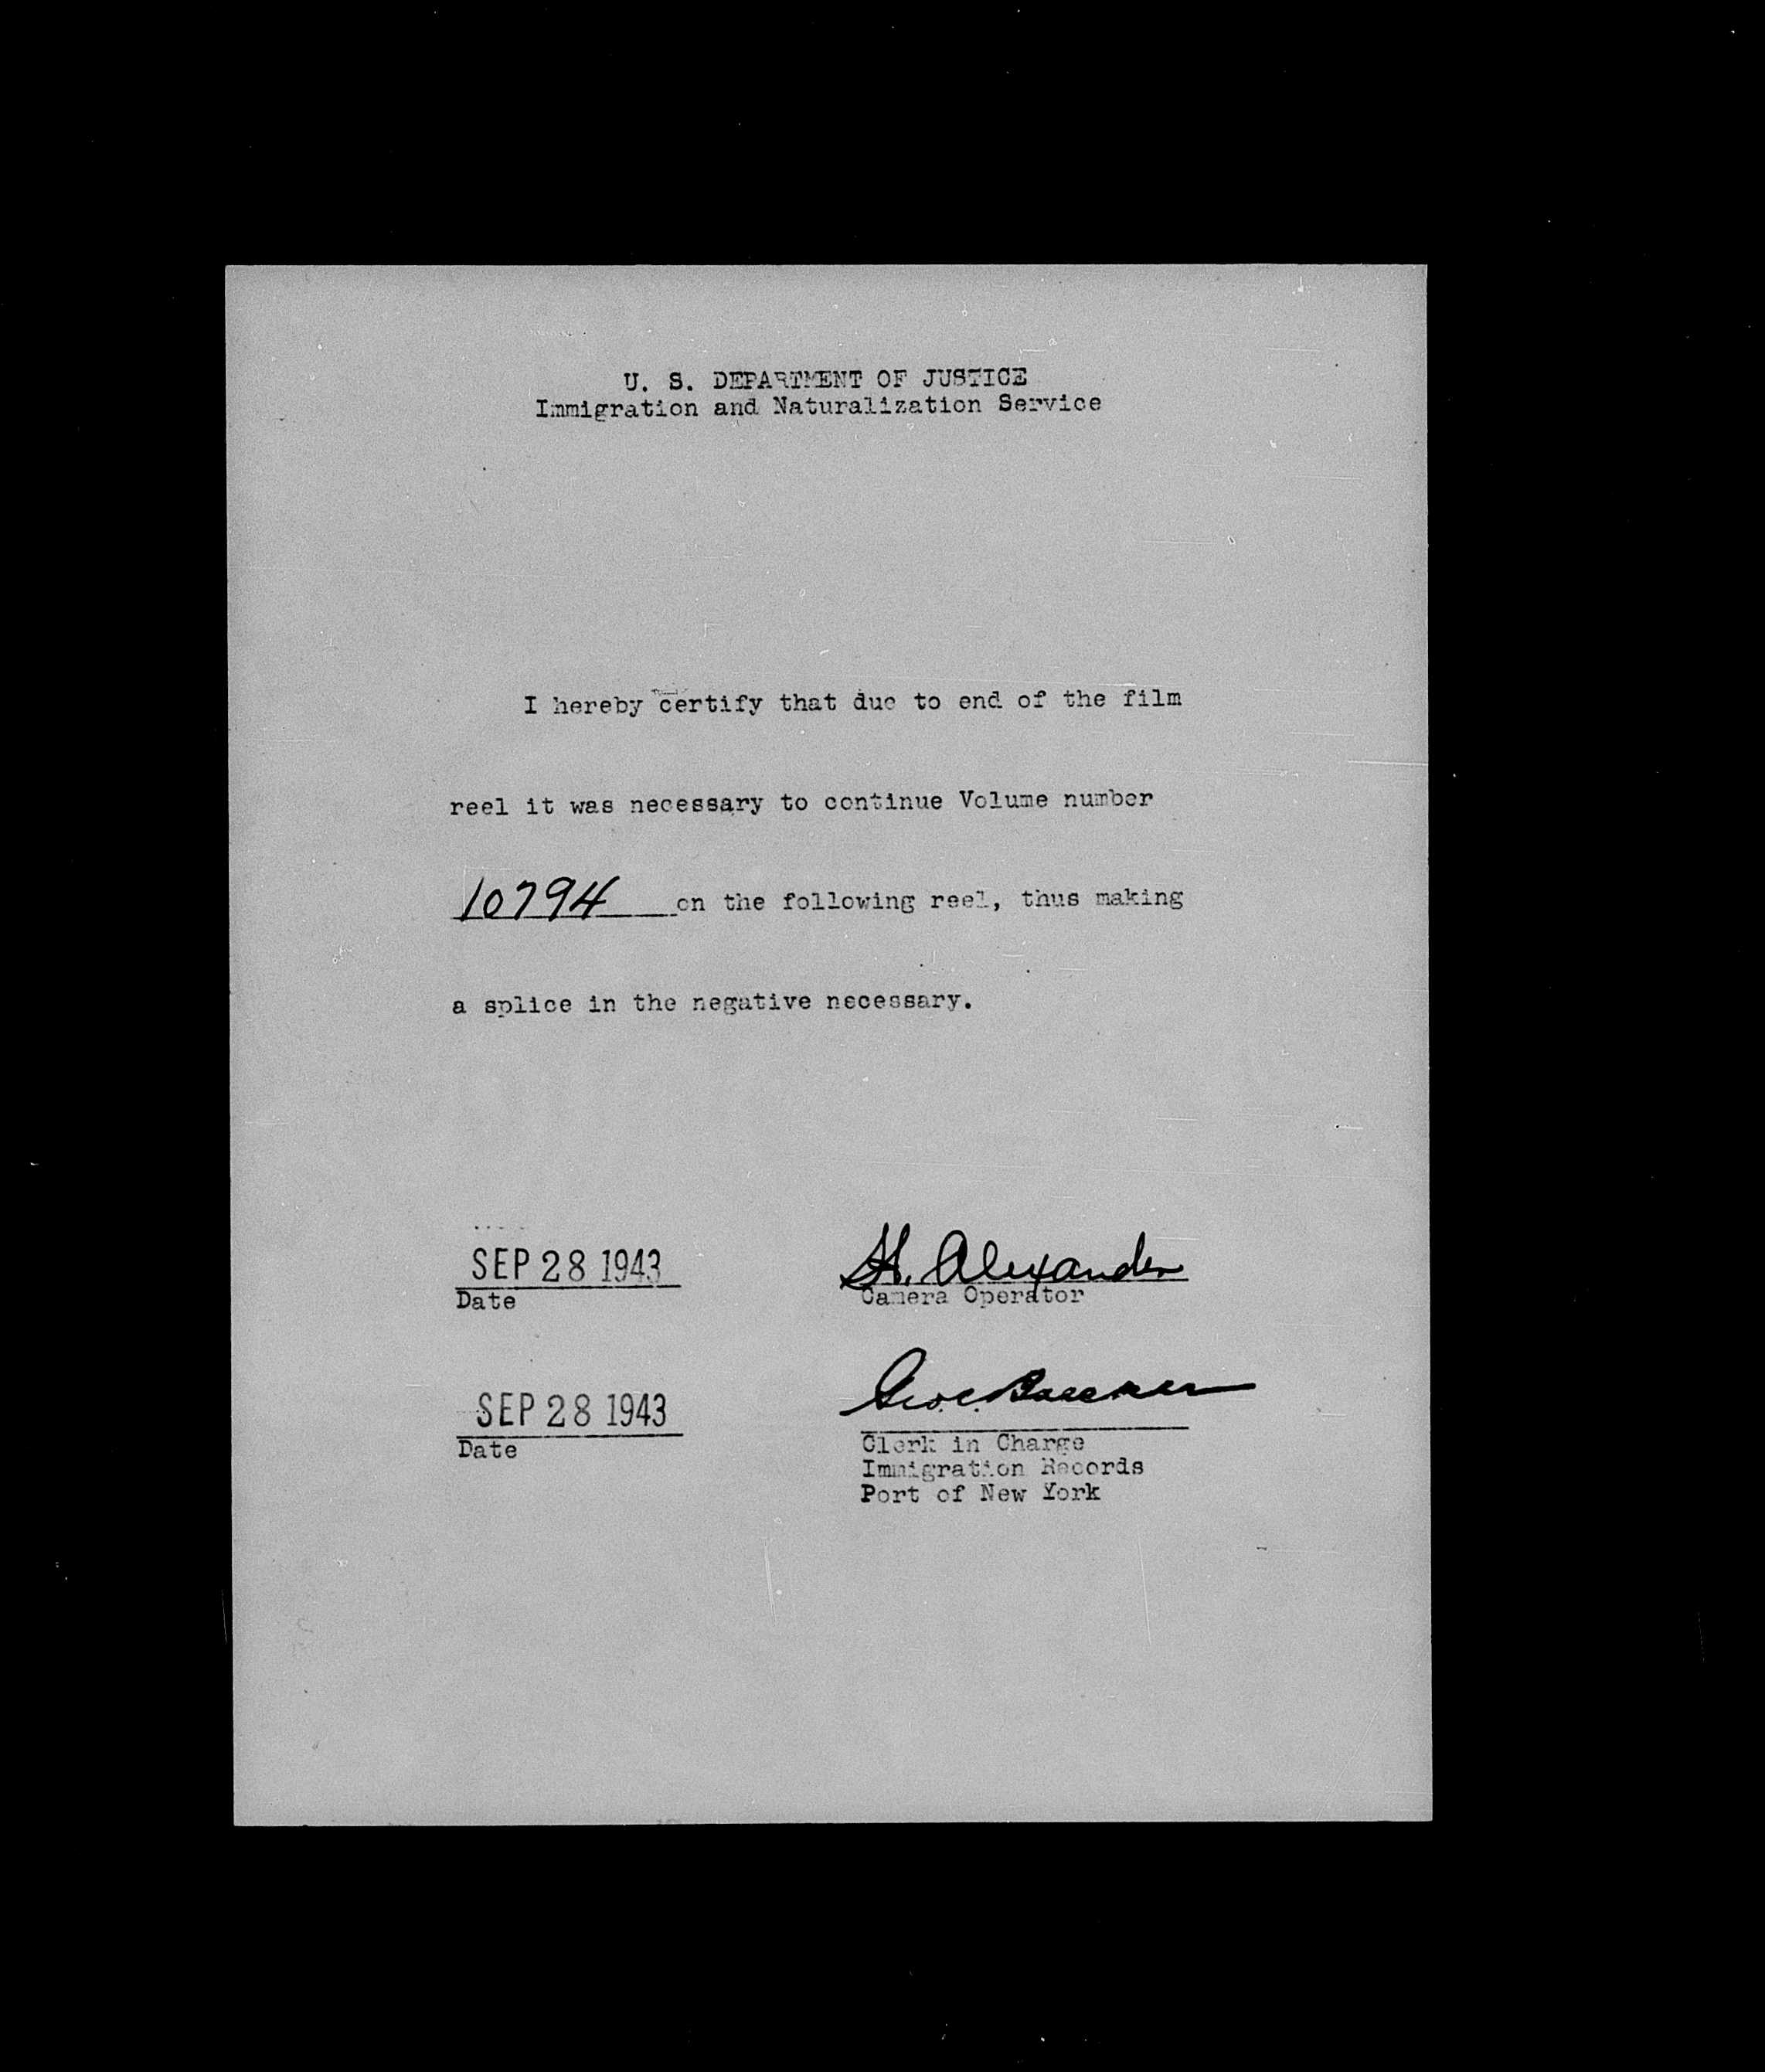 U. S. DEPARTMENT OF JUSTICE
Immigration and Naturalization Service
I hereby certify that due to end of the film
reel it was necessary to continue Volume number
10794 on the following reel, thus making
a splice in the negative necessary.
SEP 28 1943
Date
H. Alexander
Camera Operator
SEP 28 1943
Date
Geo. C.
Clerk in Charge
Immigration Records
Port of New York